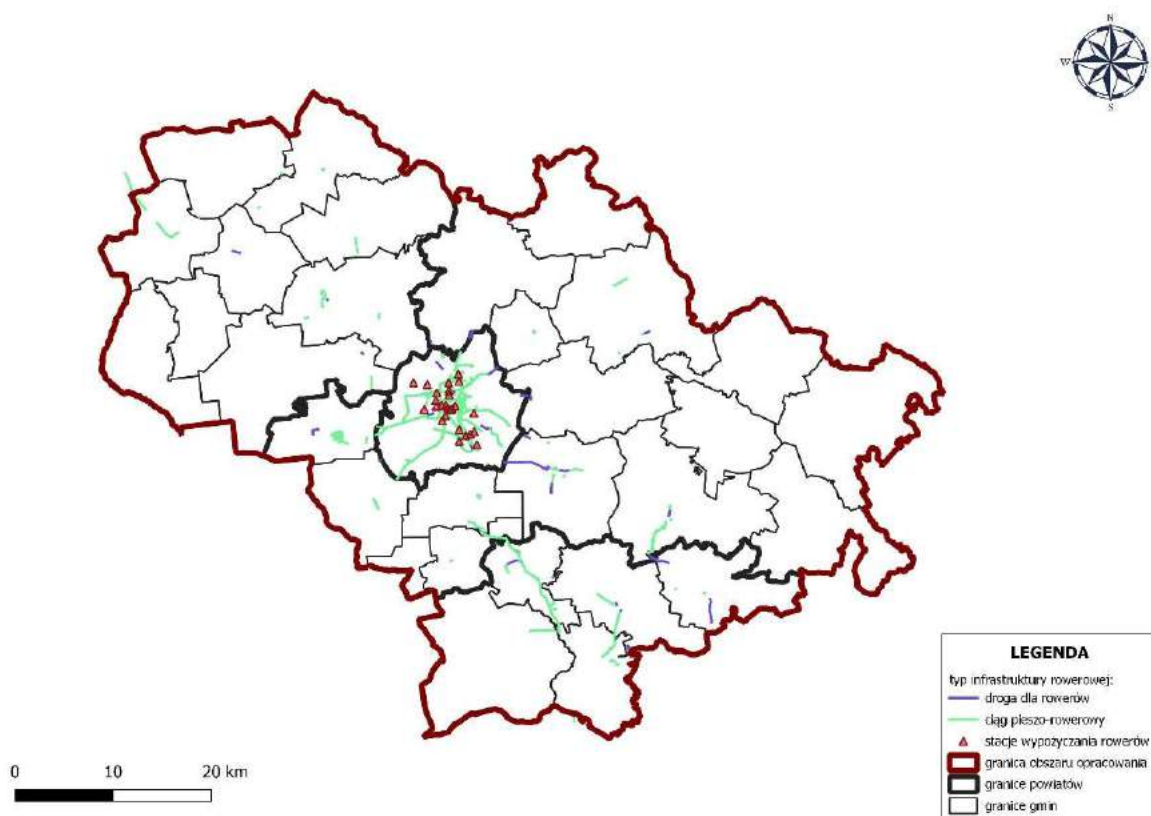 N
W
S
LEGENDA
typ infrastruktury rowerowej:
droga dla rowerów
ciąg pieszo-rowerowy
stacje wypożyczania rowerów
granica obszaru opracowania
granice powiatów
granice gmin
0 10 20 km